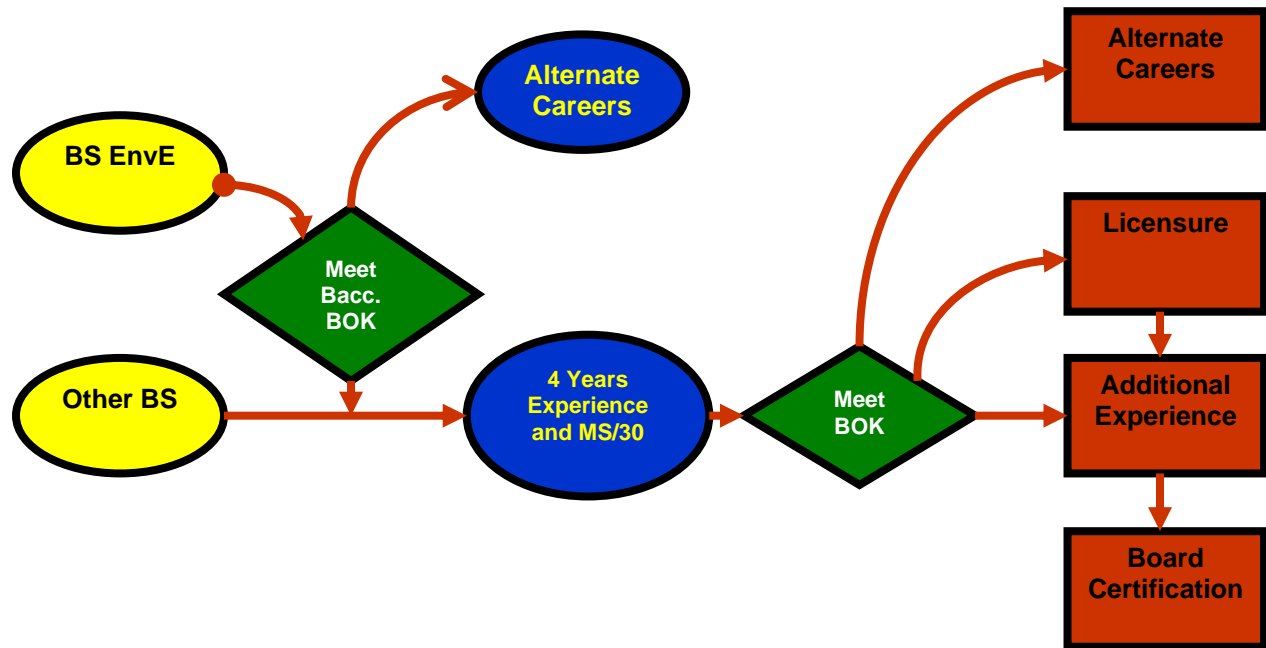 Alternate
Careers
BS EnvE
Meet
Bacc.
BOK
Other BS
4 Years
Experience
and MS/30
Meet
BOK
Alternate
Careers
Licensure
Additional
Experience
Board
Certification